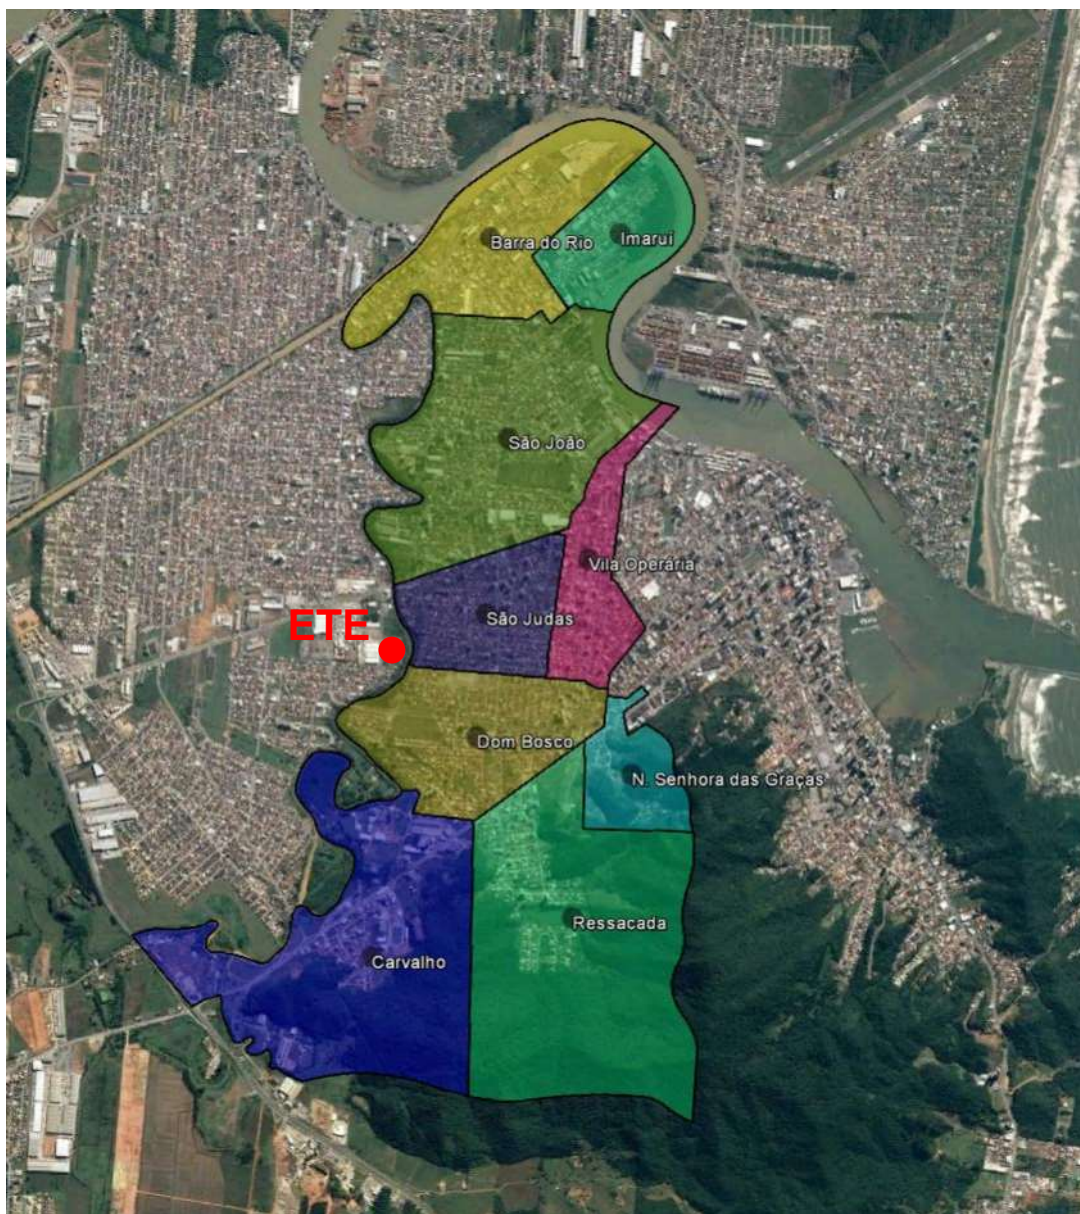 Barra do Rio
Imaruí
São João
Vila Operária
ETE
São Judas
Dom Bosco
N. Senhora das Graças
Ressacada
Carvalho